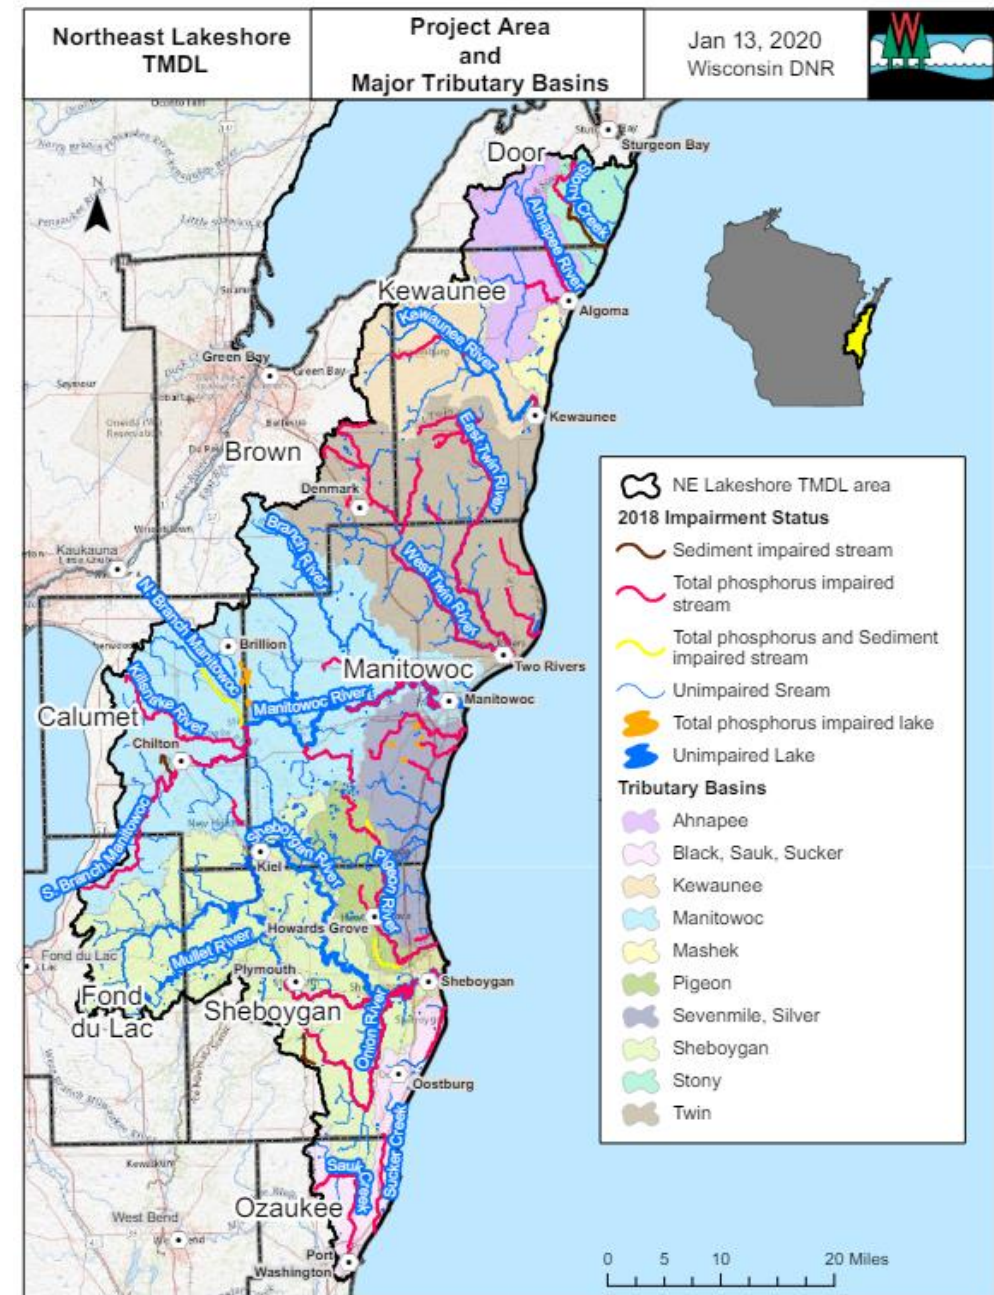 Northeast Lakeshore
TMDL
Project Area
and
Major Tributary Basins
Jan 13, 2020
Wisconsin DNR
W
Door
Sturgeon Bay
Stony Creek
Ahnapee River
N
Kewaunee
Algoma
Kewaunee River
Green Bay
Green Bay
Kewaunee
East Twin River
Brown
Denmark
Branch River
Kaukauna
West Twin River
N. Branch Manitowoc
Brillion
Two Rivers
Manitowoc
Killsnake River
Manitowoc River
Manitowoc
Calumet
Chilton
S. Branch Manitowoc
Sheboygan River
Kiel
Pigeon River
Howards Grove
Mullet River
Fond du Lac
Plymouth
Sheboygan
Fond
du Lac
Sheboygan
Onion River
Oostburg
Sucker Creek
Sauk
Creek
Ozaukee
West Bend
Port
Washington
NE Lakeshore TMDL area
2018 Impairment Status
Sediment impaired stream
Total phosphorus impaired
stream
Total phosphorus and Sediment
impaired stream
Unimpaired Sream
Total phosphorus impaired lake
Unimpaired Lake
Tributary Basins
Ahnapee
Black, Sauk, Sucker
Kewaunee
Manitowoc
Mashek
Pigeon
Sevenmile, Silver
Sheboygan
Stony
Twin
0 5 10 20 Miles